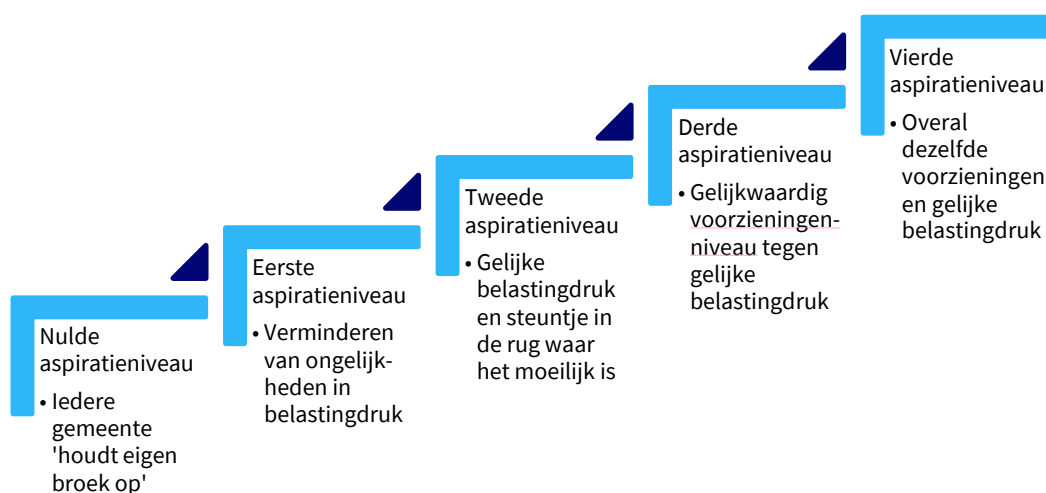 Nulde
aspiratieniveau
• Iedere
gemeente
'houdt eigen
broek op'
Eerste
aspiratieniveau
• Verminderen
van ongelijk-
heden in
belastingdruk
Tweede
aspiratieniveau
• Gelijke
belastingdruk
en steuntje in
de rug waar
het moeilijk is
Derde
aspiratieniveau
• Gelijkwaardig
voorzieningen-
niveau tegen
gelijke
belastingdruk
Vierde
aspiratieniveau
• Overal
dezelfde
voorzieningen
en gelijke
belastingdruk